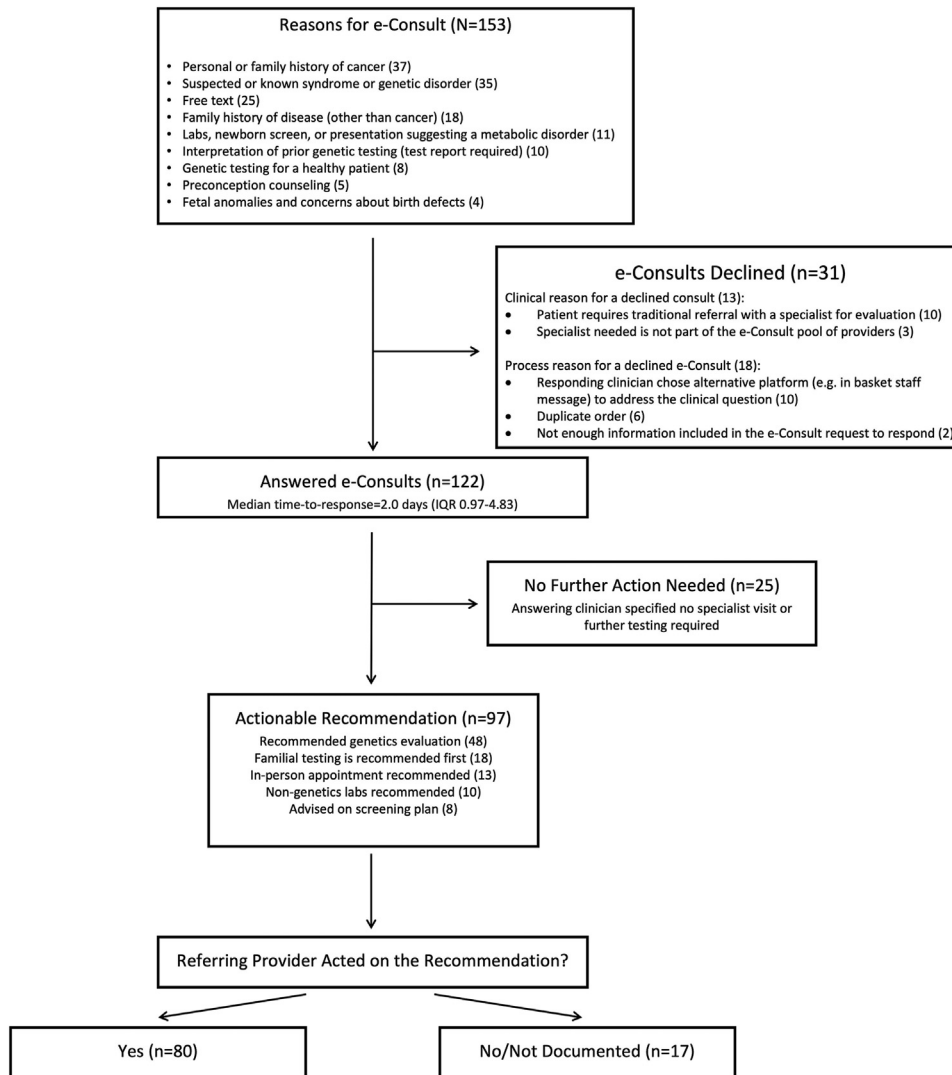 Reasons for e-Consult (N=153)
• Personal or family history of cancer (37)
• Suspected or known syndrome or genetic disorder (35)
• Free text (25)
• Family history of disease (other than cancer) (18)
• Labs, newborn screen, or presentation suggesting a metabolic disorder (11)
• Interpretation of prior genetic testing (test report required) (10)
• Genetic testing for a healthy patient (8)
• Preconception counseling (5)
• Fetal anomalies and concerns about birth defects (4)
e-Consults Declined (n=31)
Clinical reason for a declined consult (13):
• Patient requires traditional referral with a specialist for evaluation (10)
• Specialist needed is not part of the e-Consult pool of providers (3)
Process reason for a declined e-Consult (18):
• Responding clinician chose alternative platform (e.g. in basket staff
message) to address the clinical question (10)
• Duplicate order (6)
• Not enough information included in the e-Consult request to respond (2)
Answered e-Consults (n=122)
Median time-to-response=2.0 days (IQR 0.97-4.83)
No Further Action Needed (n=25)
Answering clinician specified no specialist visit or
further testing required
Actionable Recommendation (n=97)
Recommended genetics evaluation (48)
Familial testing is recommended first (18)
In-person appointment recommended (13)
Non-genetics labs recommended (10)
Advised on screening plan (8)
Referring Provider Acted on the Recommendation?
Yes (n=80)
No/Not Documented (n=17)